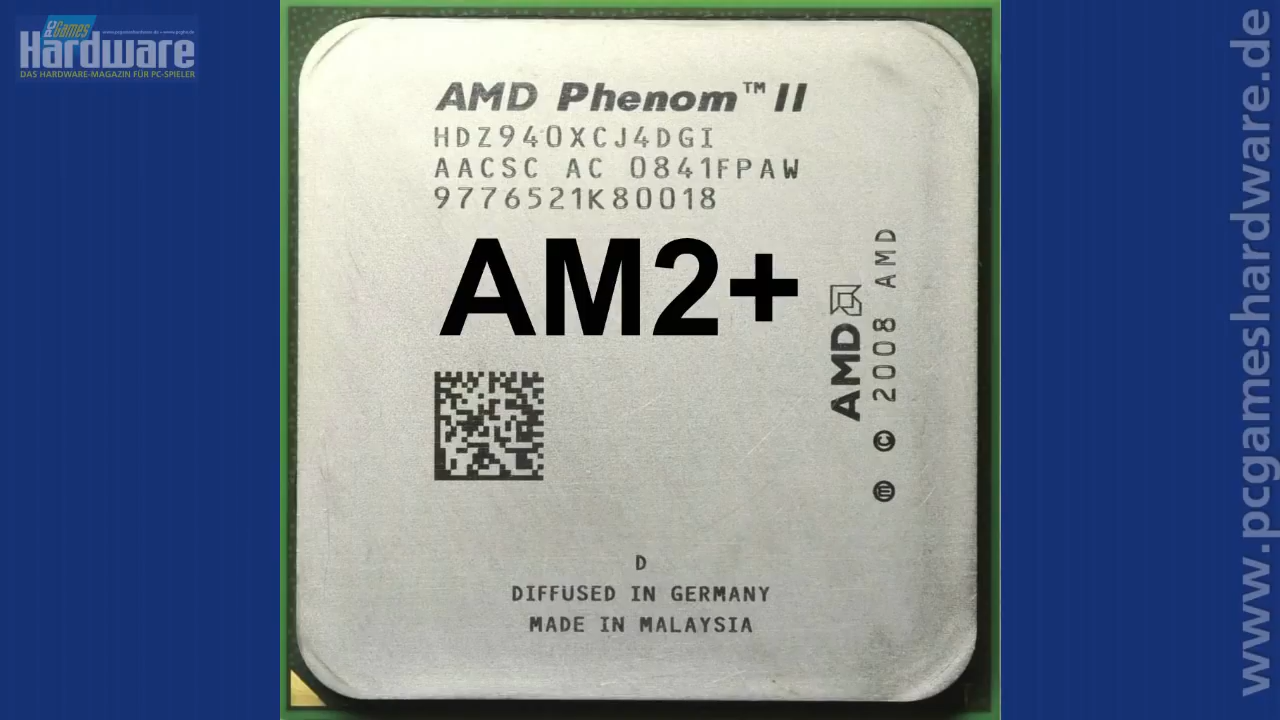 PC Games
Hardware
DAS HARDWARE-MAGAZIN FÜR PC-SPIELER
AMD Phenom™ II
HDZ940XCJ4DGI
AACSC AC 0841FPAW
9776521K80018
AM2+
AMD
ⓜ © 2008 AMD
D
DIFFUSED IN GERMANY
MADE IN MALAYSIA
www.pcgameshardware.de